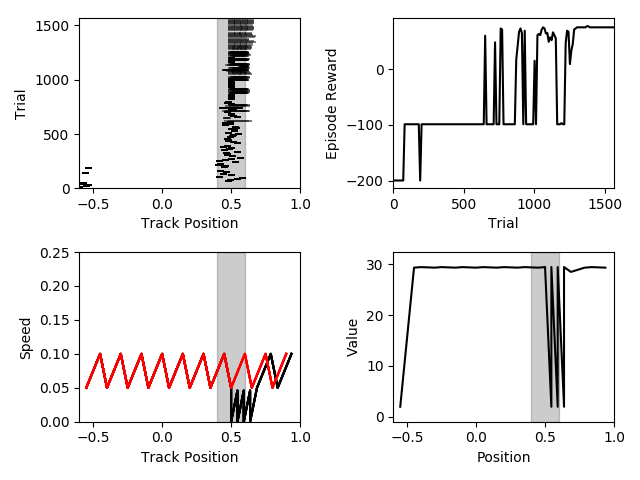 1500
1000
500
0
Trial
−0.5 0.0 0.5 1.0
Track Position
0
−100
−200
Episode Reward
0 500 1000 1500
Trial
0.25
0.20
0.15
0.10
0.05
0.00
Speed
−0.5 0.0 0.5 1.0
Track Position
30
20
10
0
Value
−0.5 0.0 0.5 1.0
Position